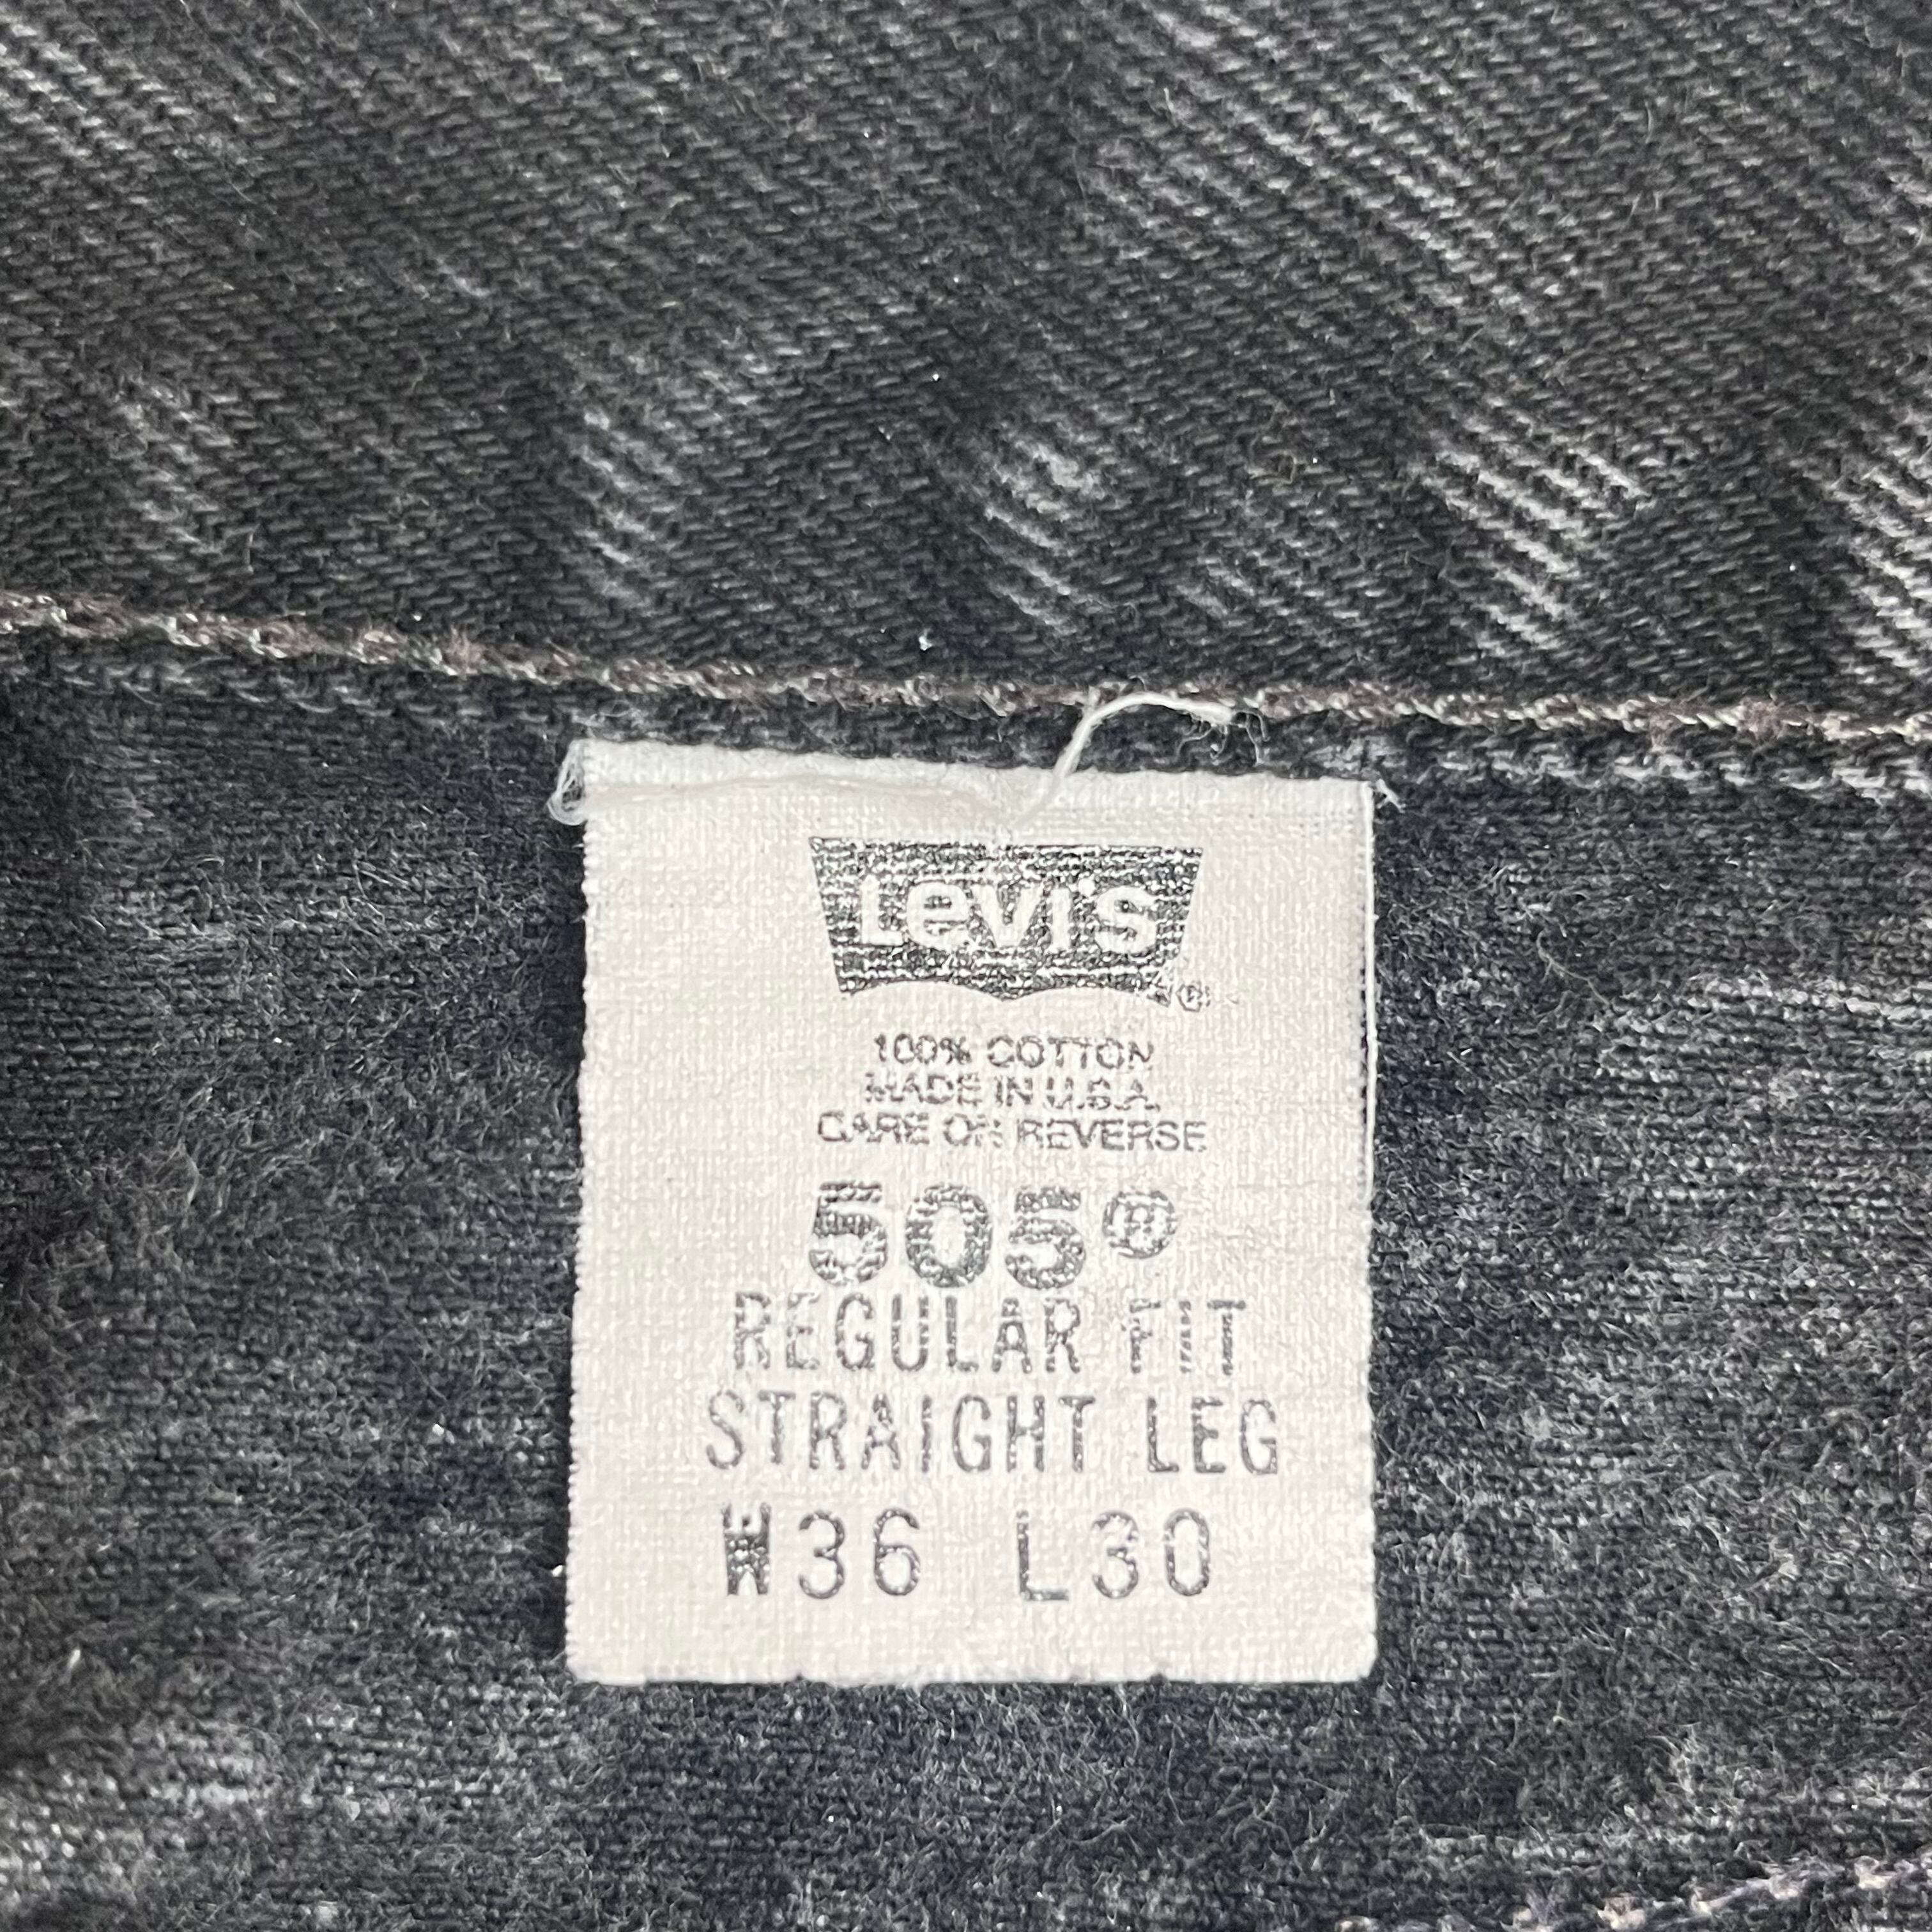 Levi's®
100% COTTON
MADE IN U.S.A.
CARE ON REVERSE
505®
REGULAR FIT
STRAIGHT LEG
W36 L30